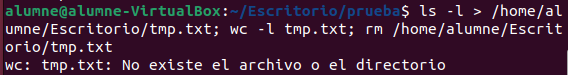 alumne@alumne-VirtualBox:~/Escritorio/prueba$ ls -l > /home/al
umne/Escritorio/tmp.txt; wc -l tmp.txt; rm /home/alumne/Escrit
orio/tmp.txt
wc: tmp.txt: No existe el archivo o el directorio